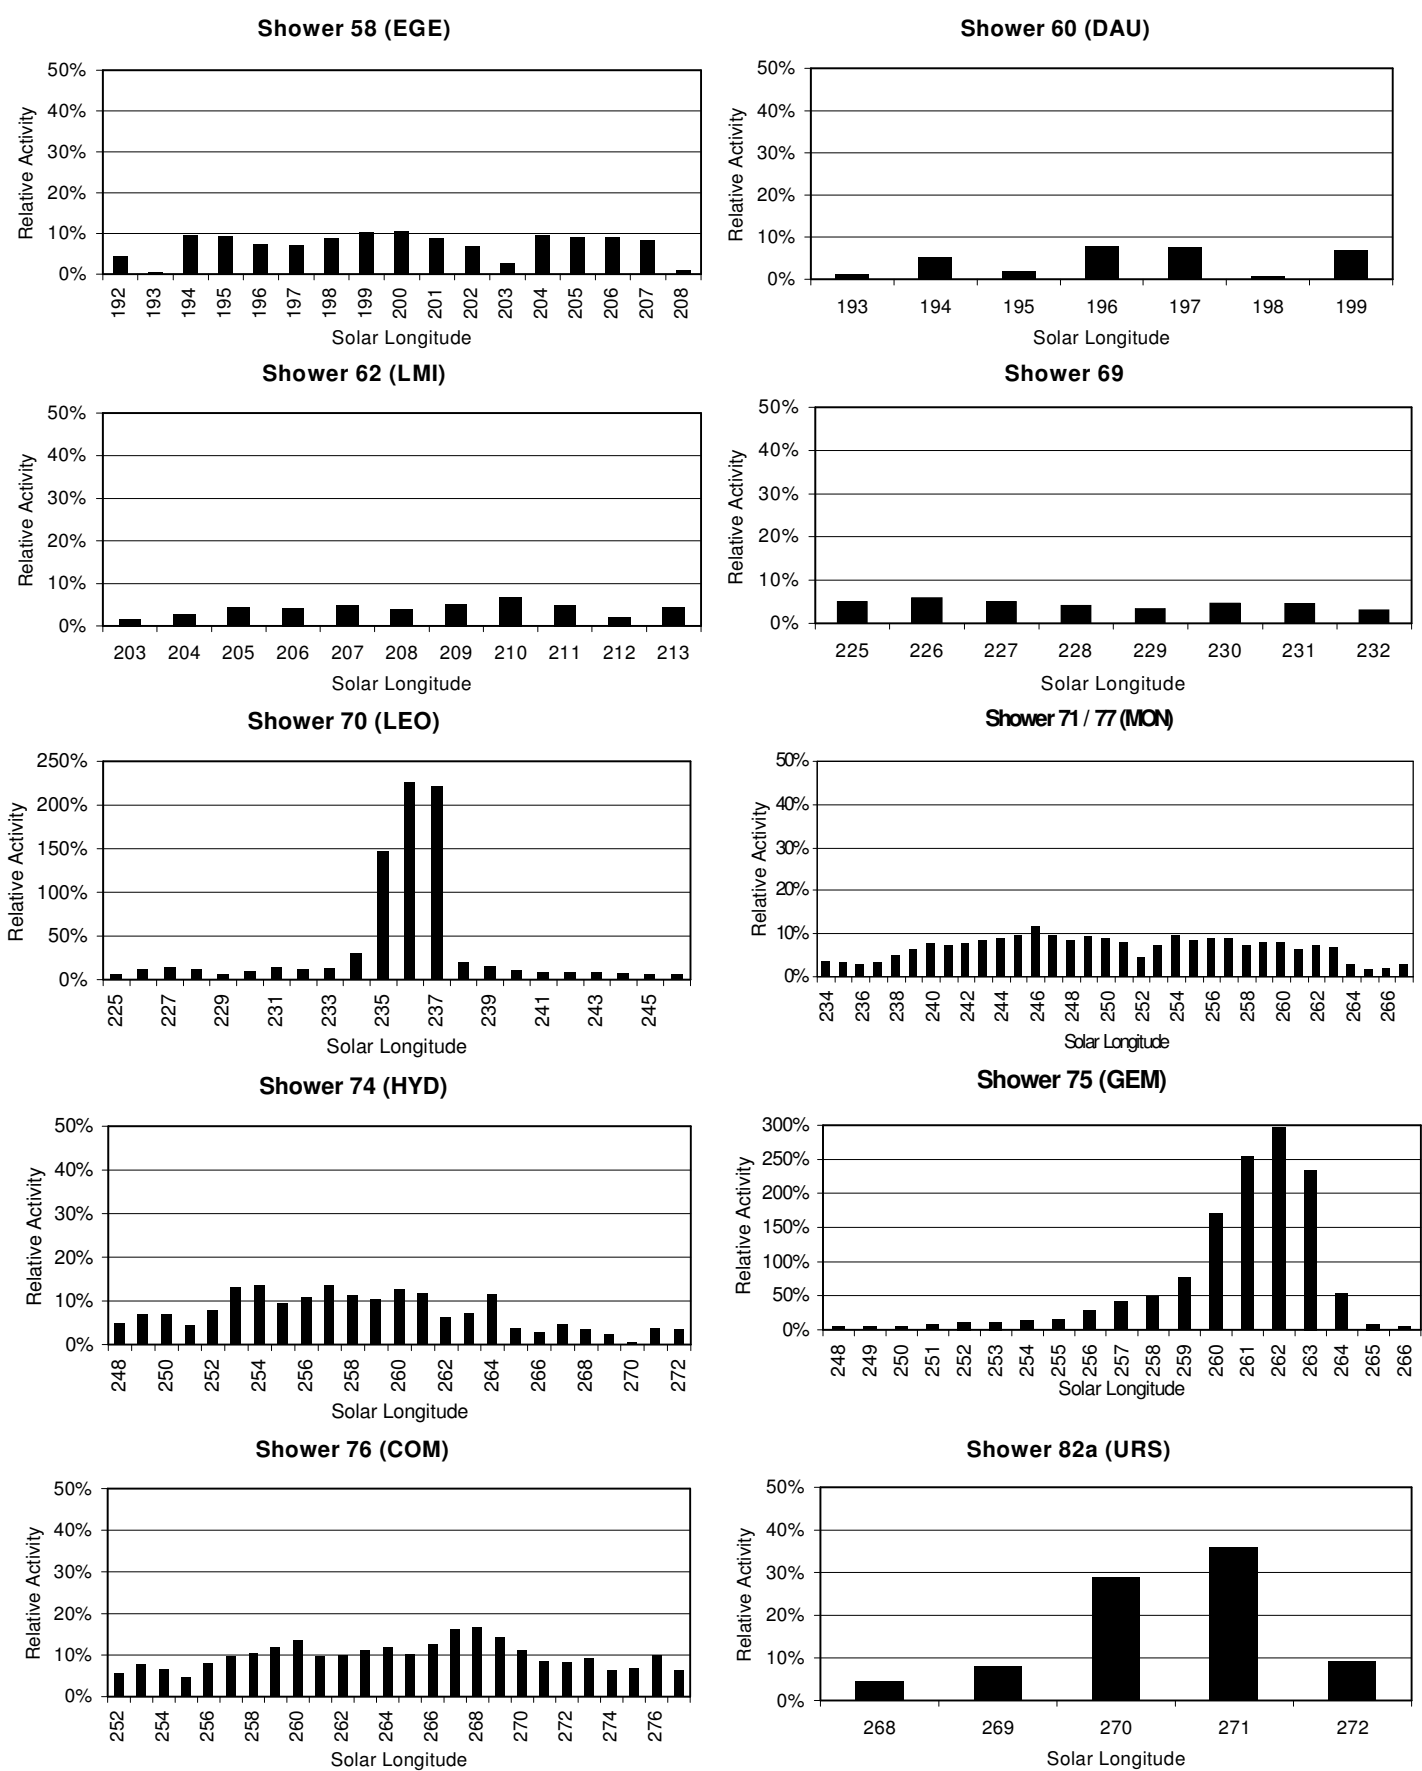 Shower 58 (EGE)
Relative Activity
50%
40%
30%
20%
10%
0%
192 193 194 195 196 197 198 199 200 201 202 203 204 205 206 207 208
Solar Longitude
Shower 60 (DAU)
Relative Activity
50%
40%
30%
20%
10%
0%
193 194 195 196 197 198 199
Solar Longitude
Shower 62 (LMI)
Relative Activity
50%
40%
30%
20%
10%
0%
203 204 205 206 207 208 209 210 211 212 213
Solar Longitude
Shower 69
Relative Activity
50%
40%
30%
20%
10%
0%
225 226 227 228 229 230 231 232
Solar Longitude
Shower 70 (LEO)
Relative Activity
250%
200%
150%
100%
50%
0%
225 227 229 231 233 235 237 239 241 243 245
Solar Longitude
Shower 71 / 77 (MON)
Relative Activity
50%
40%
30%
20%
10%
0%
234 236 238 240 242 244 246 248 250 252 254 256 258 260 262 264 266
Solar Longitude
Shower 74 (HYD)
Relative Activity
50%
40%
30%
20%
10%
0%
248 250 252 254 256 258 260 262 264 266 268 270 272
Solar Longitude
Shower 75 (GEM)
Relative Activity
300%
250%
200%
150%
100%
50%
0%
248 249 250 251 252 253 254 255 256 257 258 259 260 261 262 263 264 265 266
Solar Longitude
Shower 76 (COM)
Relative Activity
50%
40%
30%
20%
10%
0%
252 254 256 258 260 262 264 266 268 270 272 274 276
Solar Longitude
Shower 82a (URS)
Relative Activity
50%
40%
30%
20%
10%
0%
268 269 270 271 272
Solar Longitude